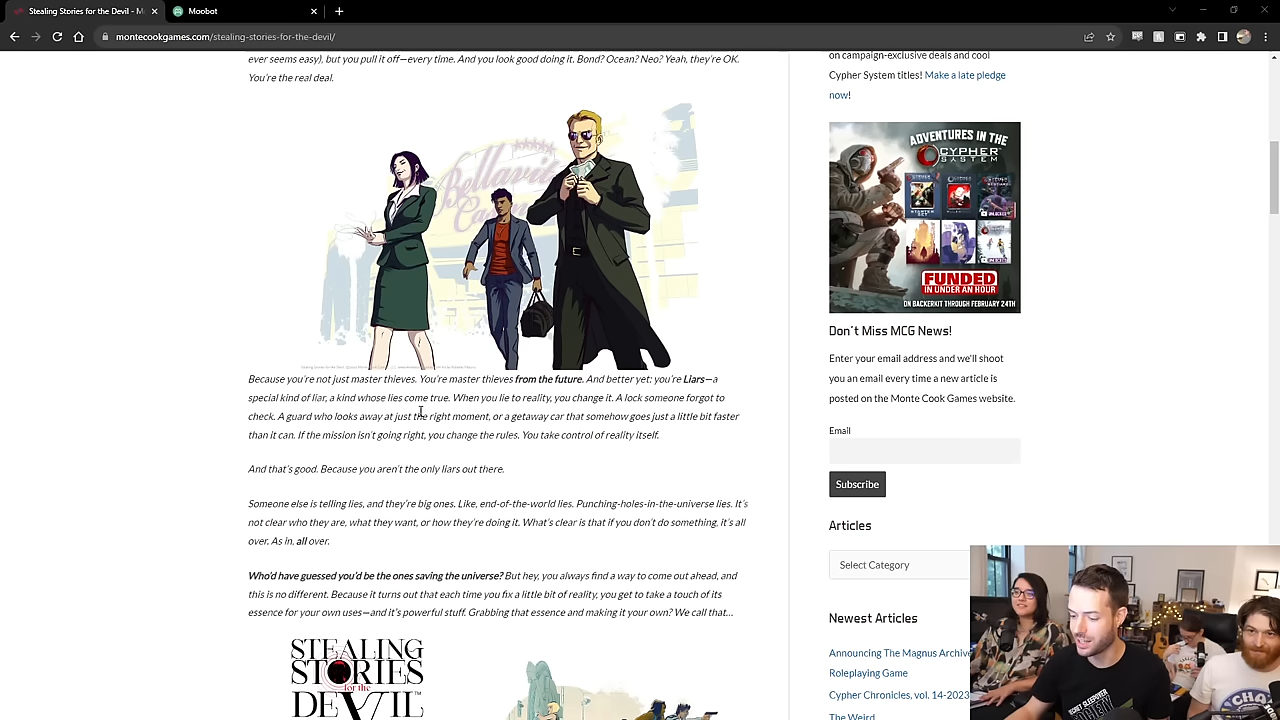 Stealing Stories for the Devil - M
Moobot
montecookgames.com/stealing-stories-for-the-devil/
ever seems easy), but you pull it off—every time. And you look good doing it. Bond? Ocean? Neo? Yeah, they're OK.
You're the real deal.
Bellavista
Casino
Because you're not just master thieves. You're master thieves from the future. And better yet: you're Liars—a
special kind of liar, a kind whose lies come true. When you lie to reality, you change it. A lock someone forgot to
check. A guard who looks away at just the right moment, or a getaway car that somehow goes just a little bit faster
than it can. If the mission isn't going right, you change the rules. You take control of reality itself.
And that's good. Because you aren't the only liars out there.
Someone else is telling lies, and they're big ones. Like, end-of-the-world lies. Punching-holes-in-the-universe lies. It's
not clear who they are, what they want, or how they're doing it. What's clear is that if you don't do something, it's all
over. As in, all over.
Who'd have guessed you'd be the ones saving the universe? But hey, you always find a way to come out ahead, and
this is no different. Because it turns out that each time you fix a little bit of reality, you get to take a touch of its
essence for your own uses—and it's powerful stuff. Grabbing that essence and making it your own? We call that...
STEALING
STORIES
for the
DEVIL™
on campaign-exclusive deals and cool
Cypher System titles! Make a late pledge
now!
ADVENTURES IN THE
CYPHER
SYSTEM
FUNDED
IN UNDER AN HOUR
ON BACKERKIT THROUGH FEBRUARY 24TH
Don't Miss MCG News!
Enter your email address and we'll shoot
you an email every time a new article is
posted on the Monte Cook Games website.
Email
Subscribe
Articles
Select Category
Newest Articles
Announcing The Magnus Archive
Roleplaying Game
Cypher Chronicles, vol. 14-2023
The Weird